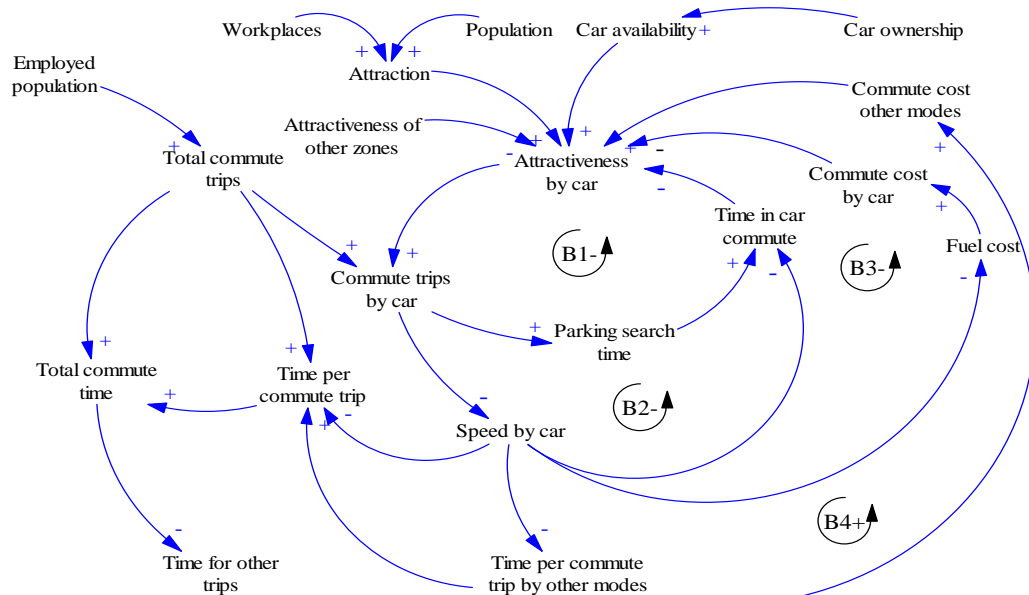 Workplaces
Population
Car availability
+
Car ownership
+
+
Employed
population
Attraction
Commute cost
other modes
Attractiveness of
other zones
+
Total commute
trips
-
+
+
Attractiveness
by car
+
-
-
+
Commute cost
by car
-
Time in car
commute
+
Fuel cost
+
+
Commute trips
by car
B1-
+
-
B3-
-
+
Parking search
time
+
Total commute
time
+
Time per
commute trip
+
-
+
-
Speed by car
B2-
B4+
-
Time for other
trips
-
Time per commute
trip by other modes